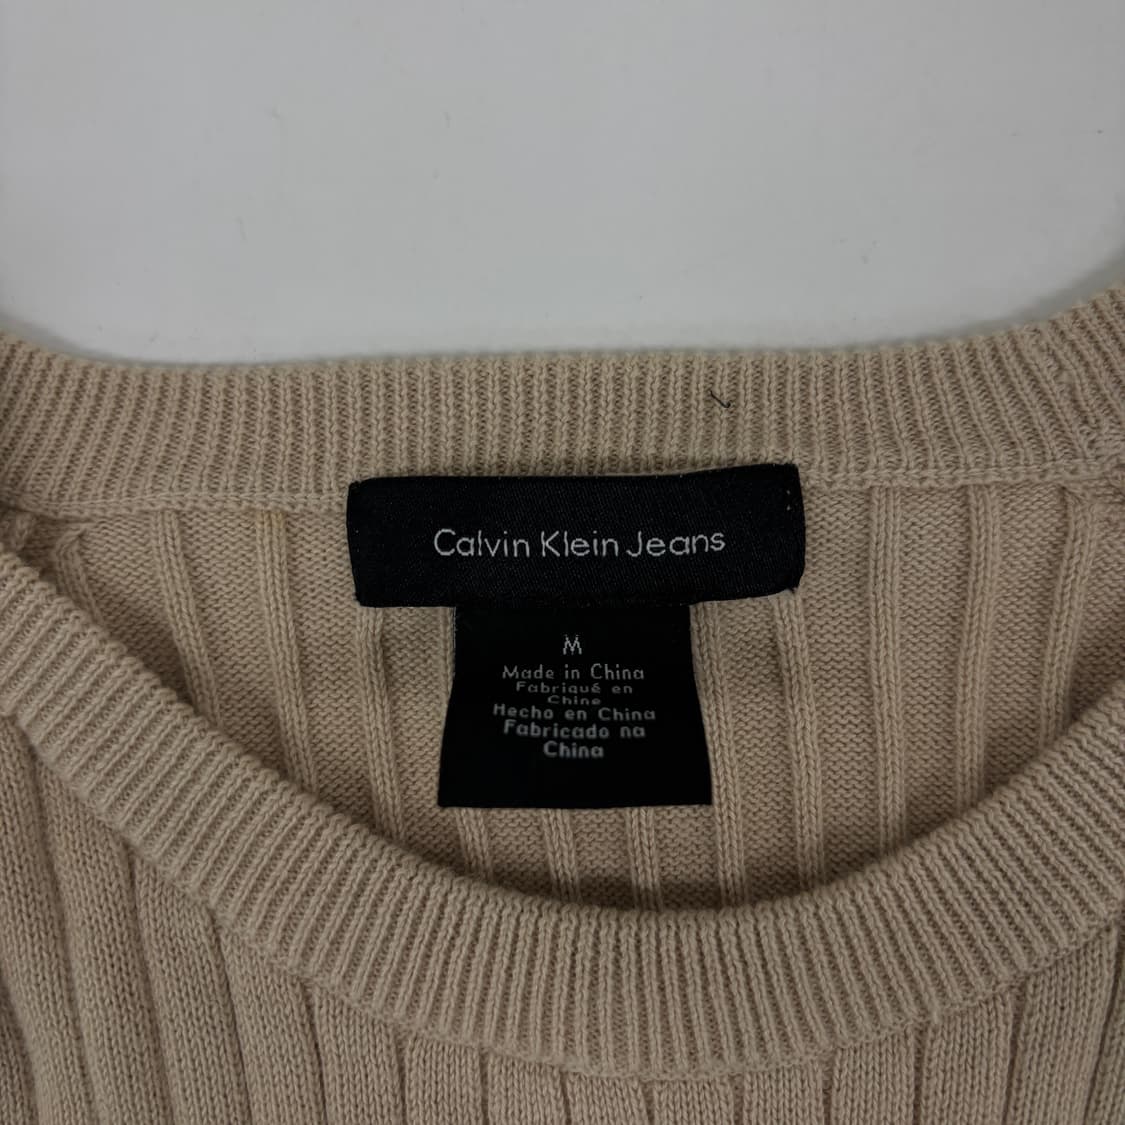 Calvin Klein Jeans
M
Made in China
Fabriqué en
Chine
Hecho en China
Fabricado na
China